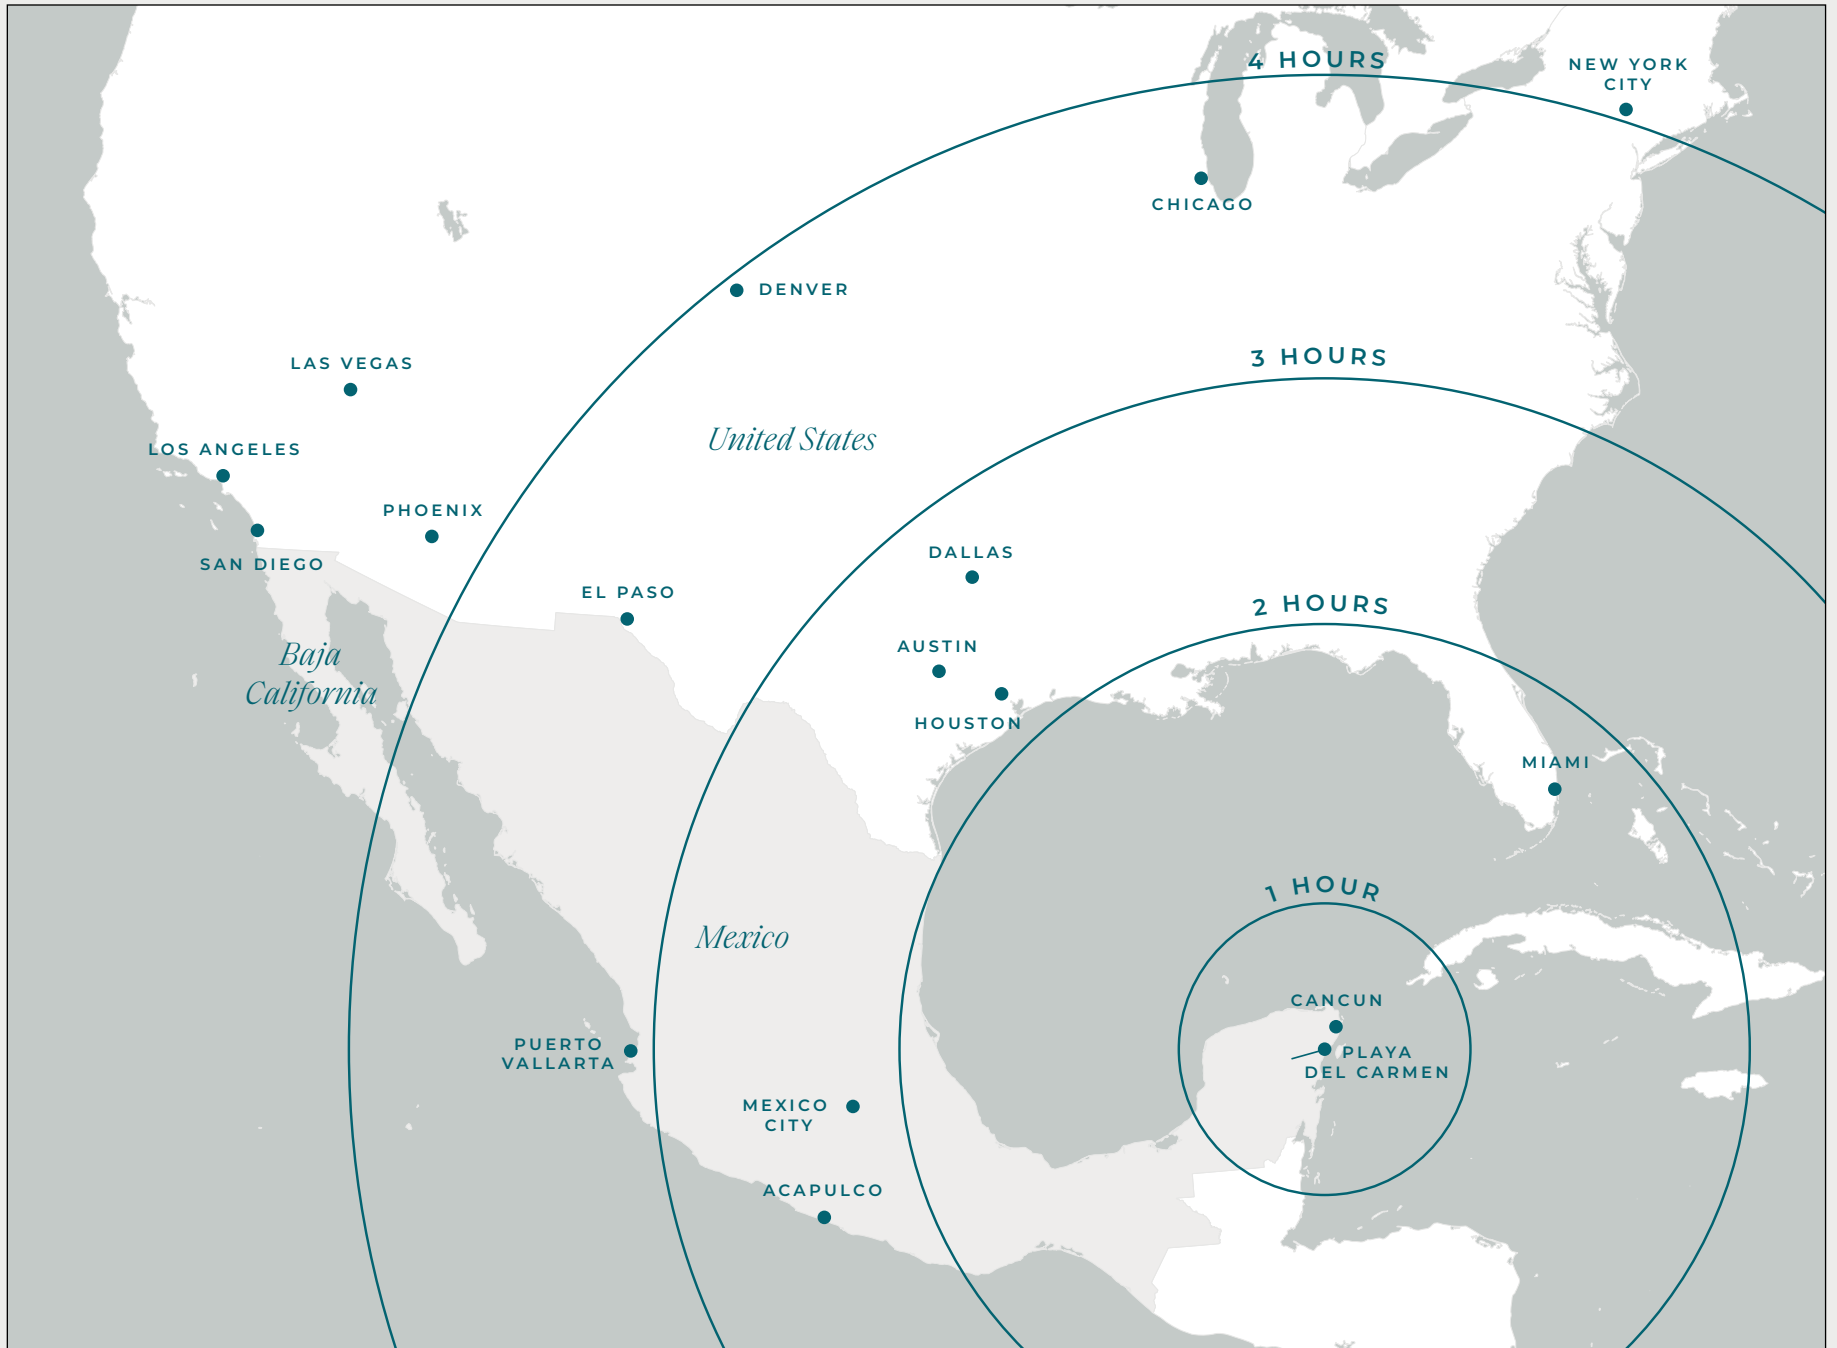 4 HOURS
NEW YORK
CITY
CHICAGO
DENVER
3 HOURS
LAS VEGAS
United States
LOS ANGELES
PHOENIX
DALLAS
SAN DIEGO
EL PASO
2 HOURS
AUSTIN
Baja
California
HOUSTON
MIAMI
1 HOUR
Mexico
CANCUN
PUERTO
VALLARTA
PLAYA
DEL CARMEN
MEXICO
CITY
ACAPULCO